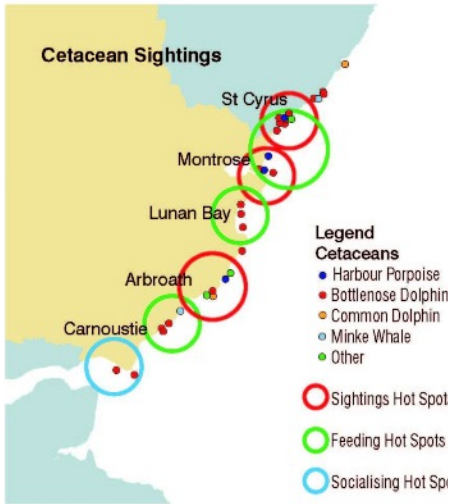 Cetacean Sightings
St Cyrus
Montrose
Lunan Bay
Arbroath
Carnoustie
Legend
Cetaceans
Harbour Porpoise
Bottlenose Dolphin
Common Dolphin
Minke Whale
Other
Sightings Hot Spots
Feeding Hot Spots
Socialising Hot Spo